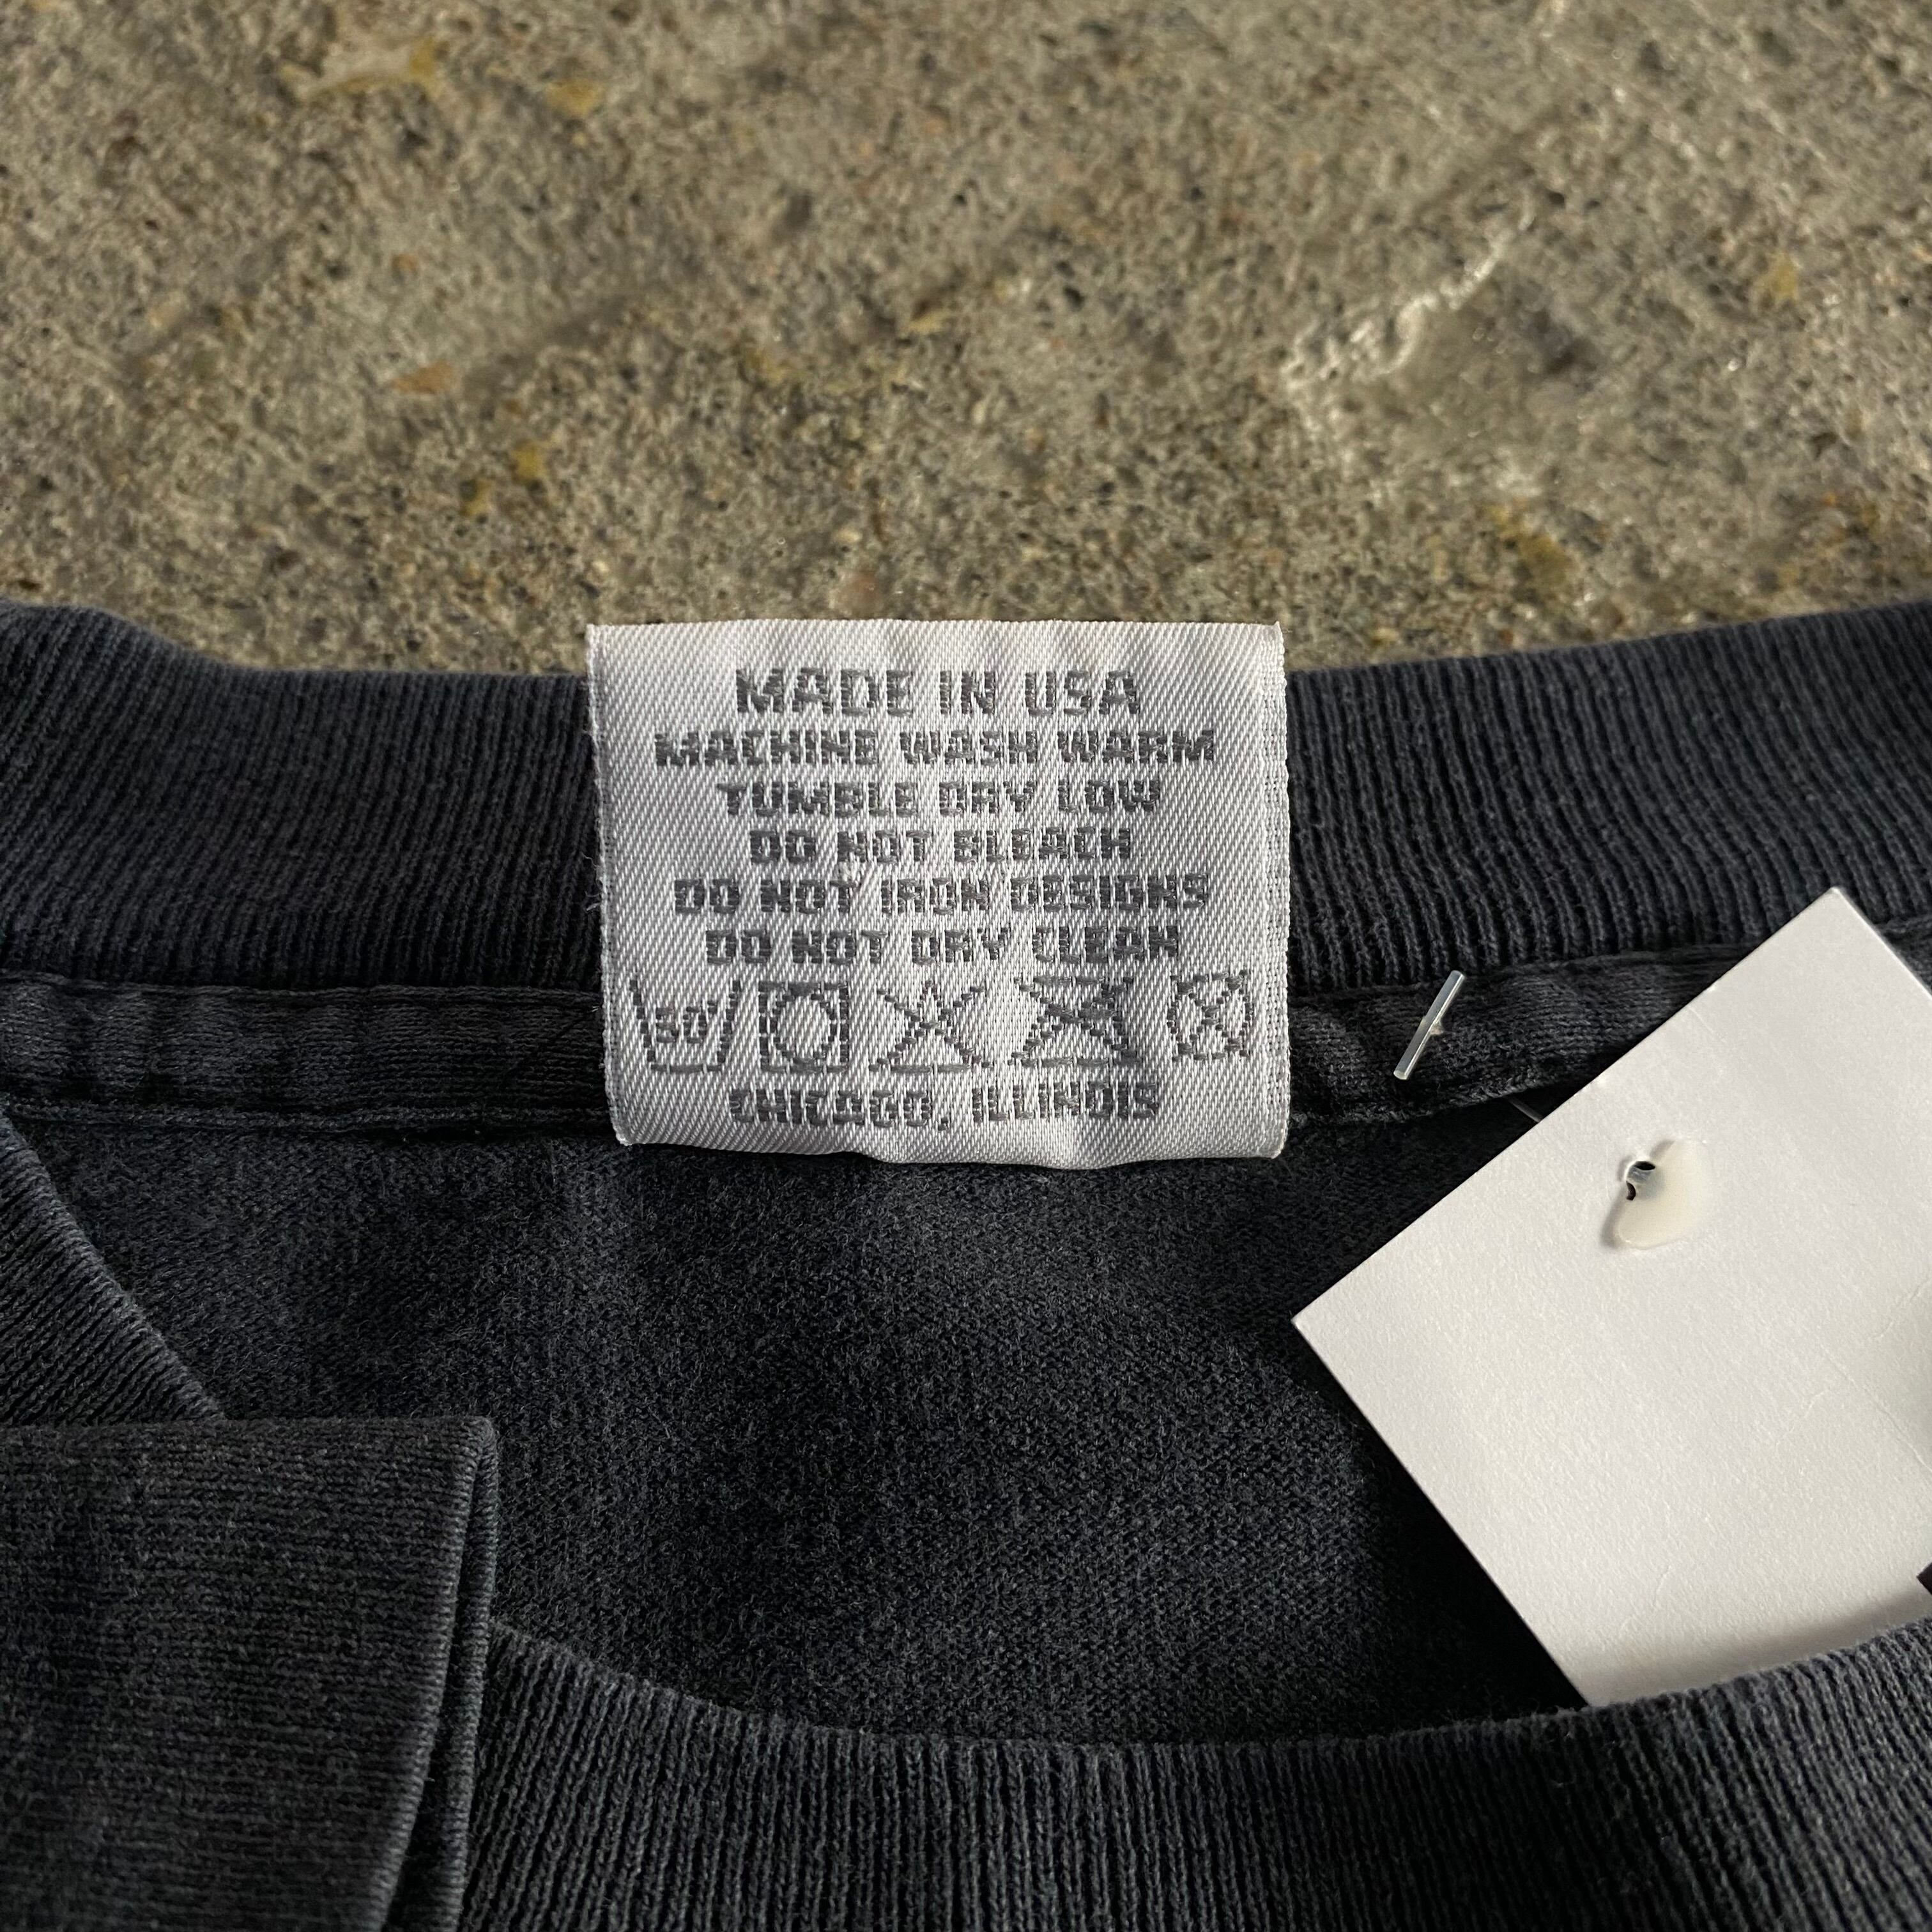 MADE IN USA
MACHINE WASH WARM
TUMBLE DRY LOW
DO NOT BLEACH
DO NOT IRON DESIGNS
DO NOT DRY CLEAN
30°
CHICAGO, ILLINOIS